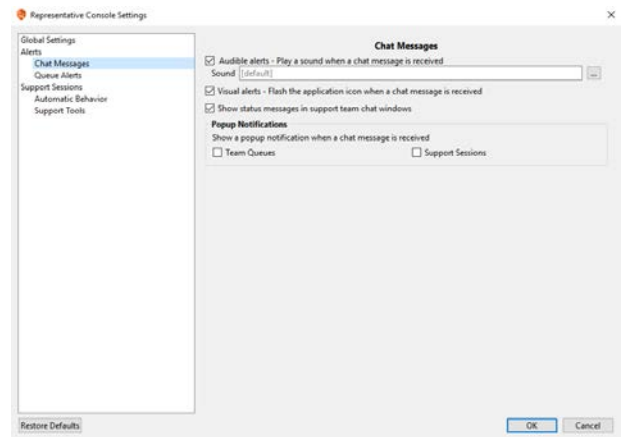 Representative Console Settings
Global Settings
Alerts
Chat Messages
Queue Alerts
Support Sessions
Automatic Behavior
Support Tools
Chat Messages
Audible alerts - Play a sound when a chat message is received
Sound [default] ...
Visual alerts - Flash the application icon when a chat message is received
Show status messages in support team chat windows
Popup Notifications
Show a popup notification when a chat message is received
Team Queues Support Sessions
Restore Defaults OK Cancel